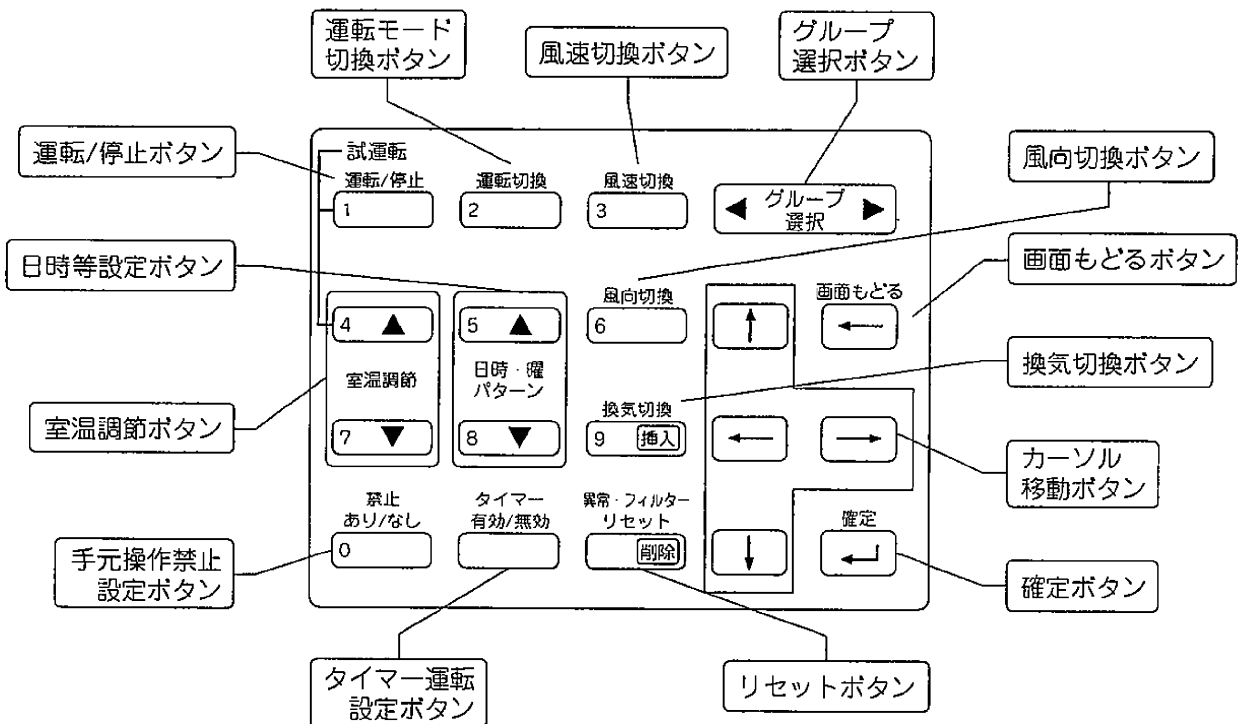 運転モード
切換ボタン
風速切換ボタン
グループ
選択ボタン
運転/停止ボタン
風向切換ボタン
試運転
運転/停止
運転切換
風速切換
1
2
3
◀ グループ ▶
選択
日時等設定ボタン
画面もどるボタン
風向切換
画面もどる
4 ▲
5 ▲
6
↑
←
室温調節
日時・曜
パターン
換気切換ボタン
室温調節ボタン
換気切換
7 ▼
8 ▼
9 挿入
←
→
カーソル
移動ボタン
禁止
あり/なし
タイマー
有効/無効
異常・フィルター
リセット
確定
0
削除
↓
↵
手元操作禁止
設定ボタン
確定ボタン
タイマー運転
設定ボタン
リセットボタン